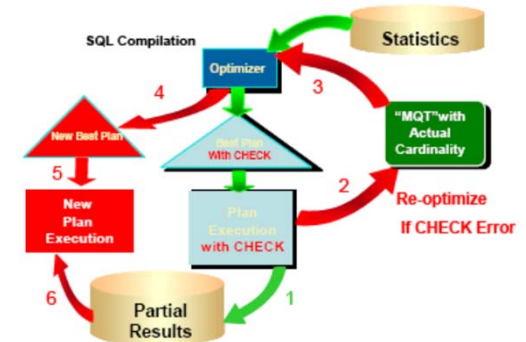 SQL Compilation
Statistics
Optimizer
4
3
New Best Plan
Best Plan
With CHECK
"MQT"with
Actual
Cardinality
5
2
New
Plan
Execution
Plan
Execution
with CHECK
Re-optimize
If CHECK Error
6
1
Partial
Results